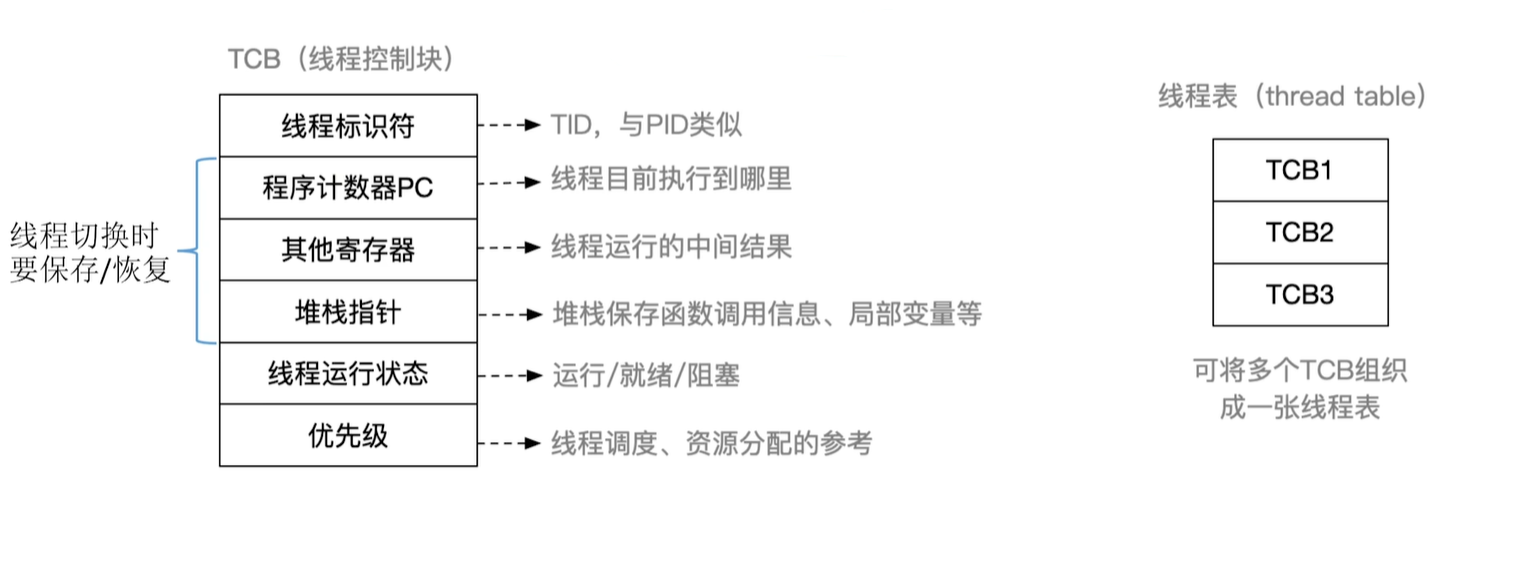 TCB（线程控制块）
线程标识符
TID，与PID类似
程序计数器PC
线程目前执行到哪里
其他寄存器
线程运行的中间结果
堆栈指针
堆栈保存函数调用信息、局部变量等
线程运行状态
运行/就绪/阻塞
优先级
线程调度、资源分配的参考
线程切换时
要保存/恢复
线程表（thread table）
TCB1
TCB2
TCB3
可将多个TCB组织
成一张线程表